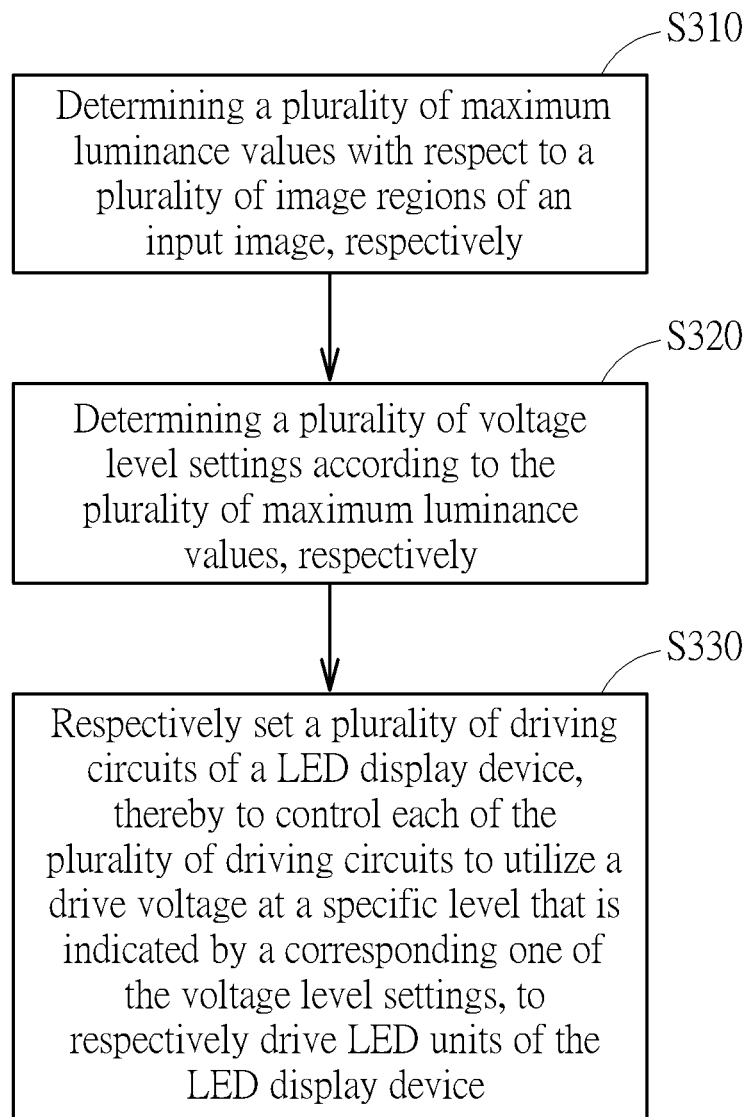 S310
Determining a plurality of maximum
luminance values with respect to a
plurality of image regions of an
input image, respectively
S320
Determining a plurality of voltage
level settings according to the
plurality of maximum luminance
values, respectively
S330
Respectively set a plurality of driving
circuits of a LED display device,
thereby to control each of the
plurality of driving circuits to utilize a
drive voltage at a specific level that is
indicated by a corresponding one of
the voltage level settings, to
respectively drive LED units of the
LED display device